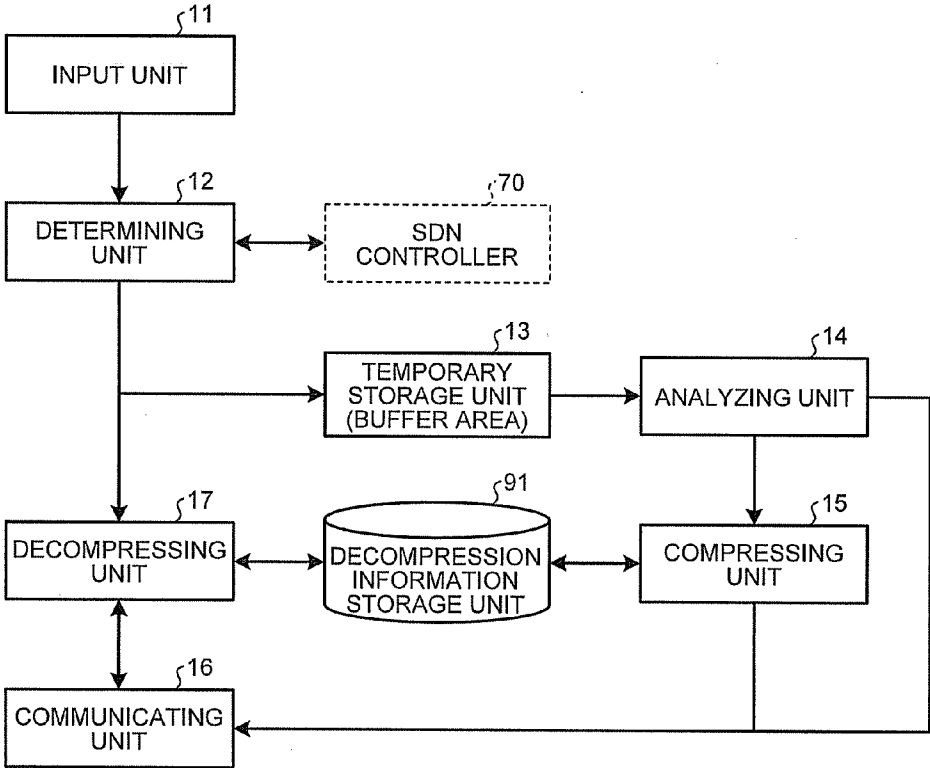 11
INPUT UNIT
12
DETERMINING
UNIT
70
SDN
CONTROLLER
13
TEMPORARY
STORAGE UNIT
(BUFFER AREA)
14
ANALYZING UNIT
17
DECOMPRESSING
UNIT
91
DECOMPRESSION
INFORMATION
STORAGE UNIT
15
COMPRESSING
UNIT
16
COMMUNICATING
UNIT